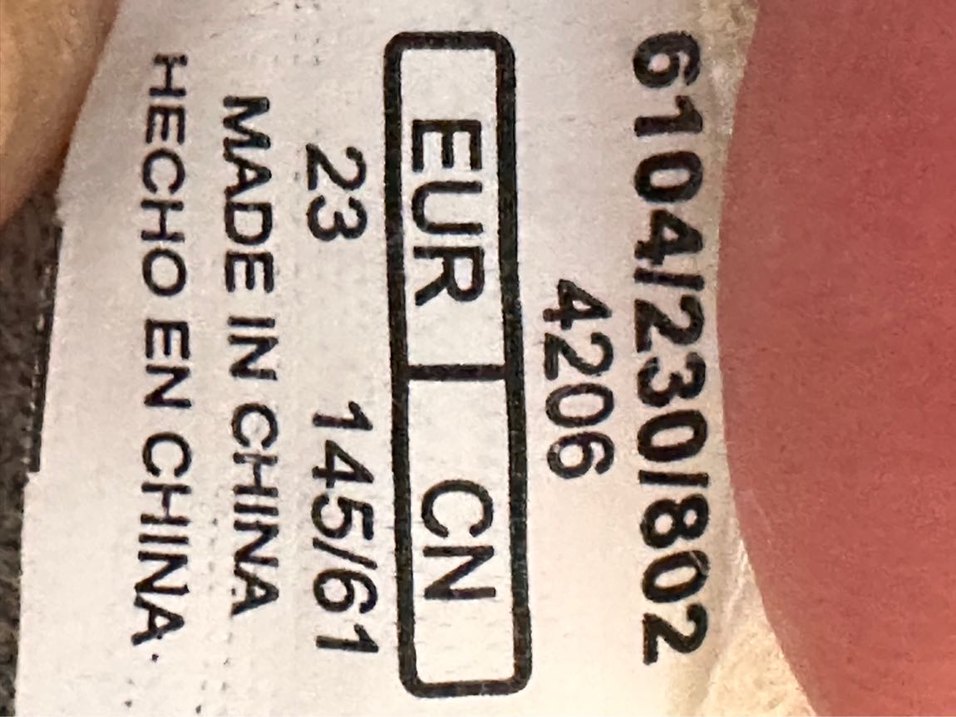 6104/230/802
4206
EUR CN
23 145/61
MADE IN CHINA
HECHO EN CHINA.